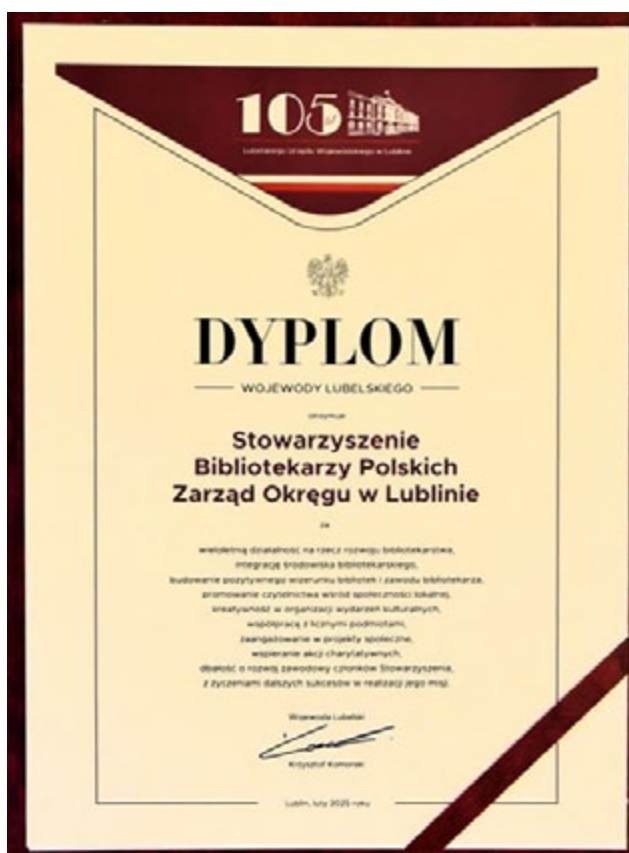 105 lat
Lubelskiego Urzędu Wojewódzkiego w Lublinie
DYPLOM
WOJEWODY LUBELSKIEGO
otrzymuje
Stowarzyszenie
Bibliotekarzy Polskich
Zarząd Okręgu w Lublinie
za
wieloletnią działalność na rzecz rozwoju bibliotekarstwa,
integrację środowiska bibliotekarskiego,
budowanie pozytywnego wizerunku bibliotek i zawodu bibliotekarza,
promowanie czytelnictwa wśród społeczności lokalnej,
kreatywność w organizacji wydarzeń kulturalnych,
współpracę z licznymi podmiotami,
zaangażowanie w projekty społeczne,
wspieranie akcji charytatywnych,
dbałość o rozwój zawodowy członków Stowarzyszenia,
z życzeniami dalszych sukcesów w realizacji jego misji.
Wojewoda Lubelski
Krzysztof Komorski
Lublin, luty 2025 roku